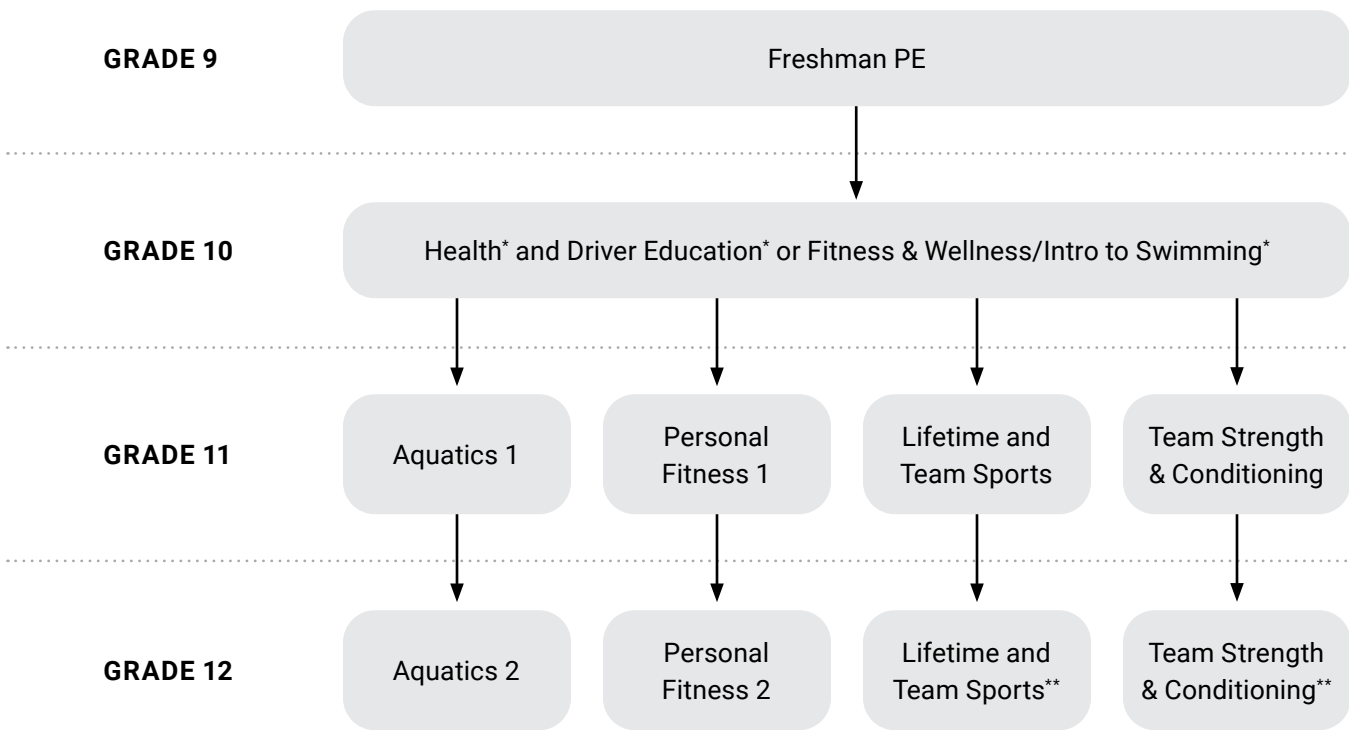 GRADE 9
Freshman PE
GRADE 10
Health* and Driver Education* or Fitness & Wellness/Intro to Swimming*
GRADE 11
Aquatics 1
Personal
Fitness 1
Lifetime and
Team Sports
Team Strength
& Conditioning
GRADE 12
Aquatics 2
Personal
Fitness 2
Lifetime and
Team Sports**
Team Strength
& Conditioning**